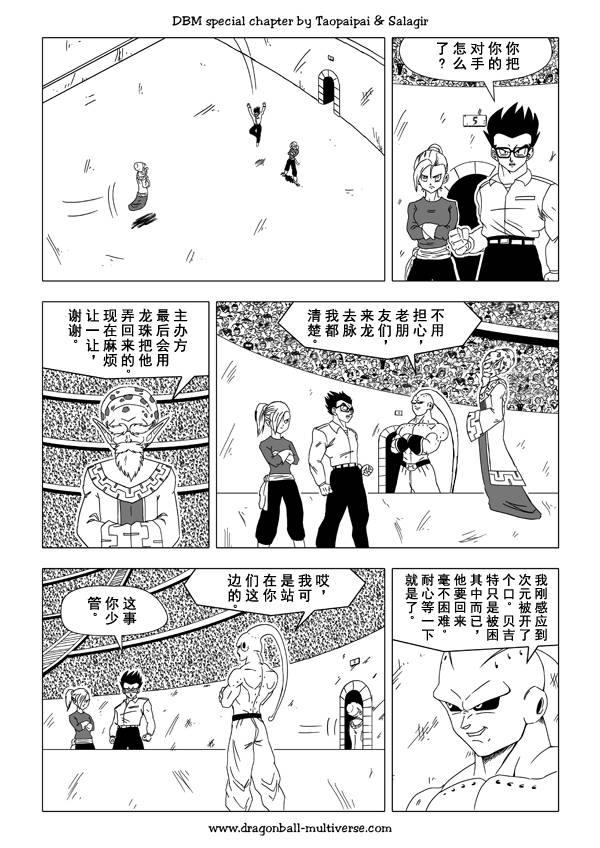 DBM special chapter by Taopaipai & Salagir
你把
你的
对手
怎么
了?
5
主办方
最后会用
龙珠把他
弄回来的。
现在麻烦
让一让,
谢谢。
不用
担心,
老朋
友们,
来龙
去脉
我都
清楚。
哎,
我可
是站
在你
们这
边的。
这事
你少
管。
我刚感应到
次元被开了
个口。贝吉
特只是被困
其中而已,
他要回来
毫不困难。
耐心等一下
就是了。
www.dragonball-multiverse.com